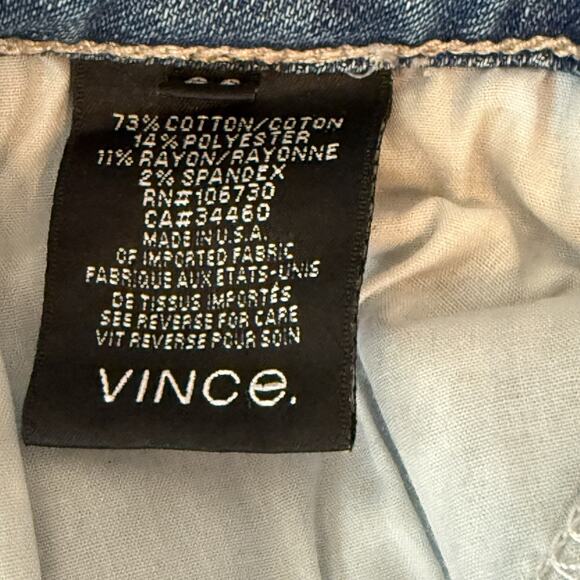 73% COTTON/COTON
14% POLYESTER
11% RAYON/RAYONNE
2% SPANDEX
RN#106730
CA#34460
MADE IN U.S.A.
OF IMPORTED FABRIC
FABRIQUE AUX ÉTATS-UNIS
DE TISSUS IMPORTÉS
SEE REVERSE FOR CARE
VIT REVERSE POUR SOIN
VINCe.